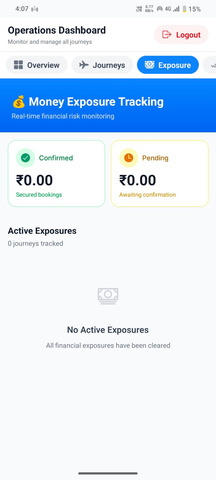 4:07
4G
15%
Operations Dashboard
Monitor and manage all journeys
Logout
Overview
Journeys
Exposure
💰 Money Exposure Tracking
Real-time financial risk monitoring
Confirmed
₹0.00
Secured bookings
Pending
₹0.00
Awaiting confirmation
Active Exposures
0 journeys tracked
No Active Exposures
All financial exposures have been cleared